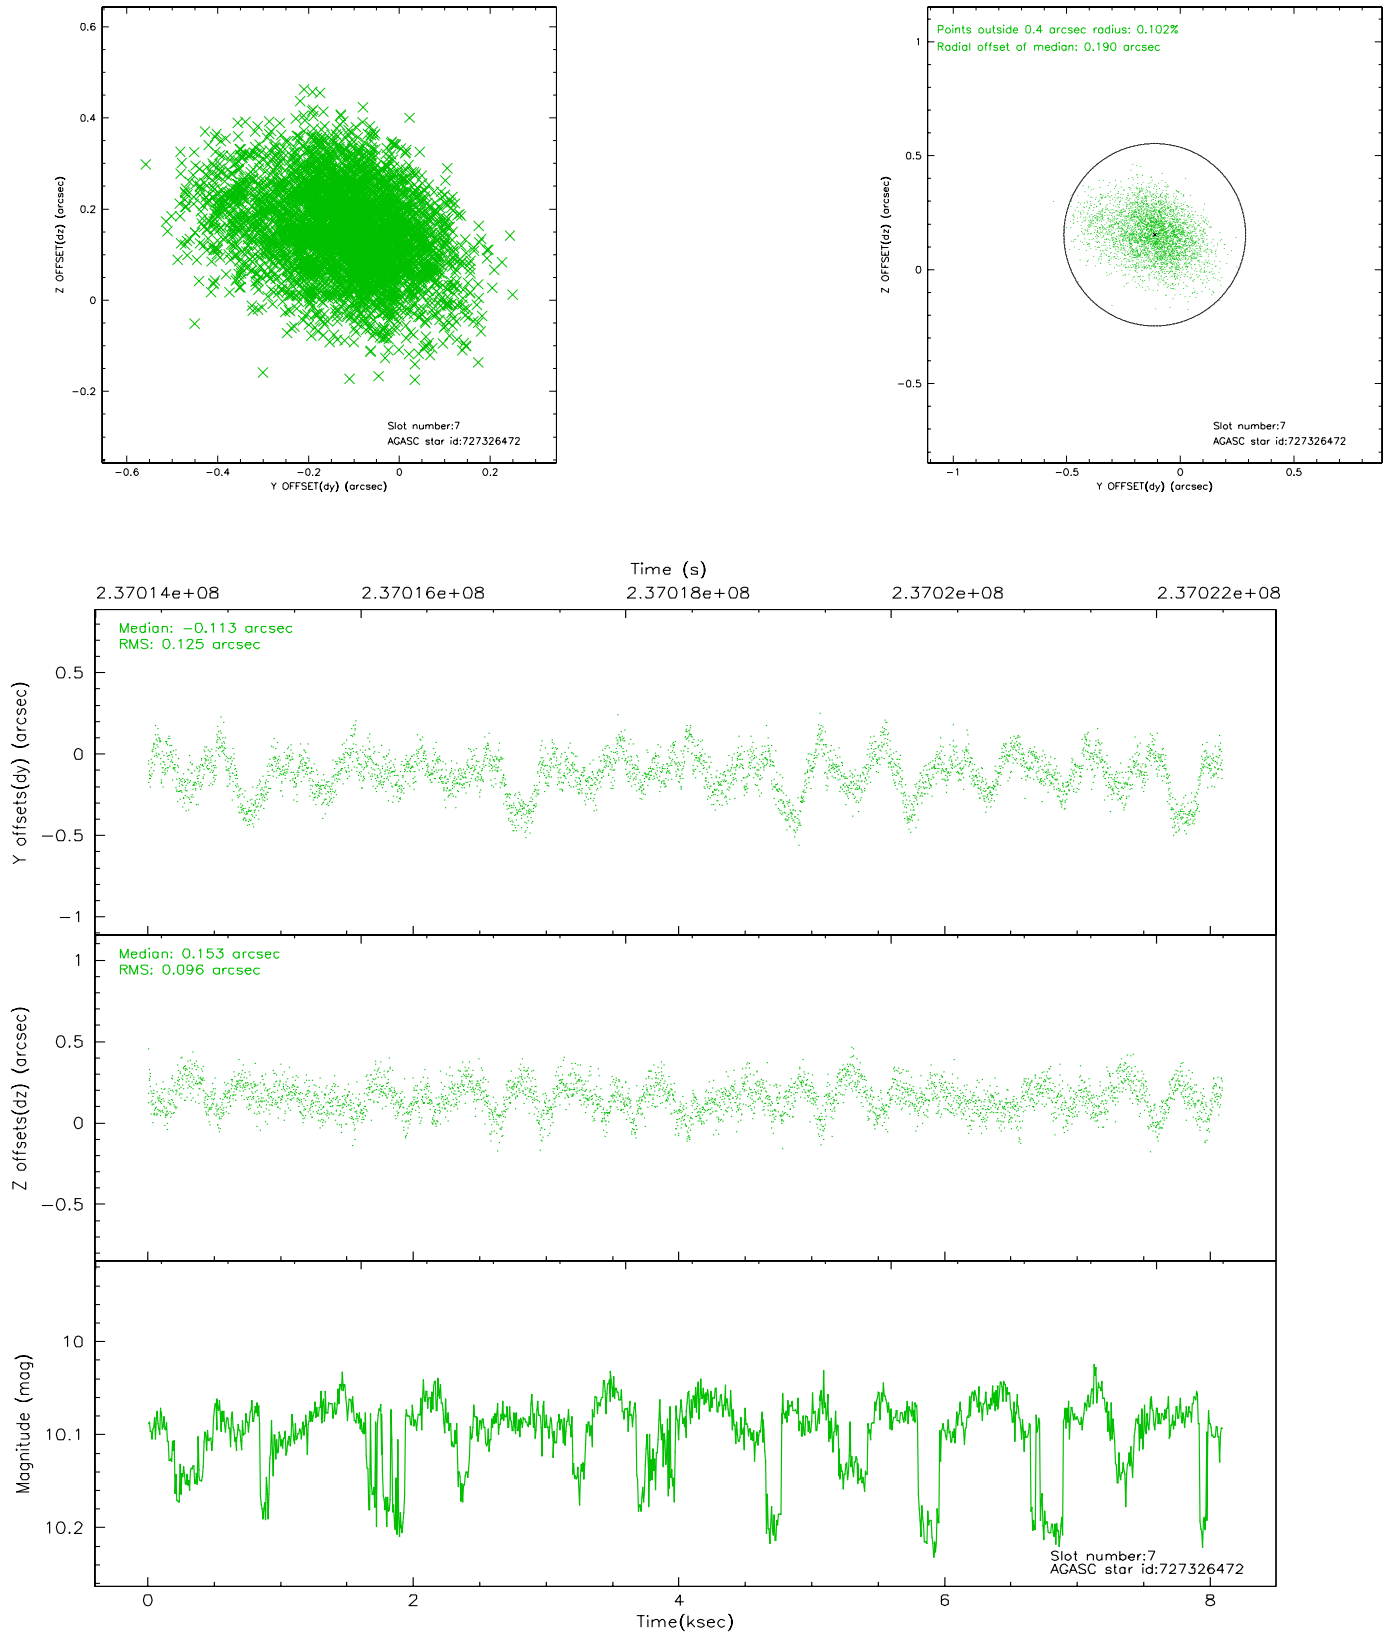 0.6
0.4
0.2
0
−0.2
Z OFFSET(dz) (arcsec)
Slot number:7
AGASC star id:727326472
−0.6 −0.4 −0.2 0 0.2
Y OFFSET(dy) (arcsec)
Points outside 0.4 arcsec radius: 0.102%
Radial offset of median: 0.190 arcsec
1
0.5
0
−0.5
Z OFFSET(dz) (arcsec)
Slot number:7
AGASC star id:727326472
−1 −0.5 0 0.5
Y OFFSET(dy) (arcsec)
Time (s)
2.37014e+08 2.37016e+08 2.37018e+08 2.3702e+08 2.37022e+08
Median: −0.113 arcsec
RMS: 0.125 arcsec
0.5
0
−0.5
−1
Y offsets(dy) (arcsec)
Median: 0.153 arcsec
RMS: 0.096 arcsec
1
0.5
0
−0.5
Z offsets(dz) (arcsec)
10
10.1
10.2
Magnitude (mag)
Slot number:7
AGASC star id:727326472
0 2 4 6 8
Time(ksec)